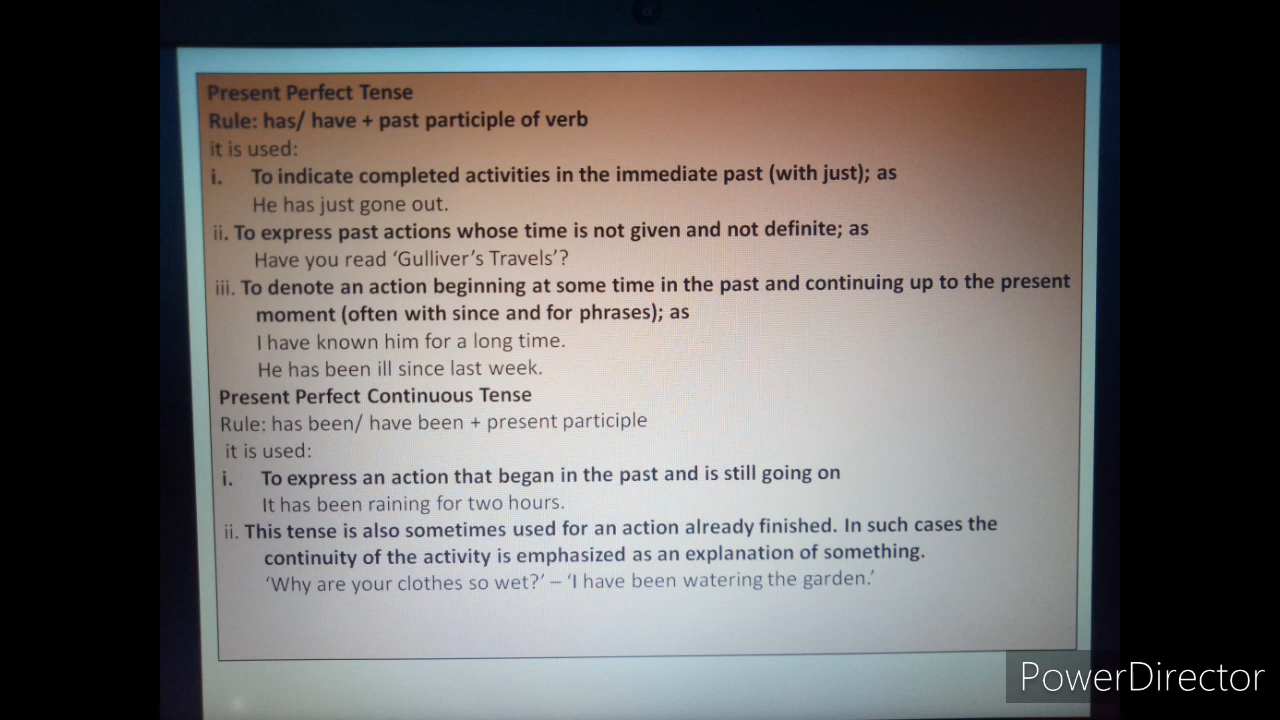 Present Perfect Tense
Rule: has/ have + past participle of verb
it is used:
i. To indicate completed activities in the immediate past (with just); as
He has just gone out.
ii. To express past actions whose time is not given and not definite; as
Have you read ‘Gulliver’s Travels’?
iii. To denote an action beginning at some time in the past and continuing up to the present
moment (often with since and for phrases); as
I have known him for a long time.
He has been ill since last week.
Present Perfect Continuous Tense
Rule: has been/ have been + present participle
it is used:
i. To express an action that began in the past and is still going on
It has been raining for two hours.
ii. This tense is also sometimes used for an action already finished. In such cases the
continuity of the activity is emphasized as an explanation of something.
‘Why are your clothes so wet?’ – ‘I have been watering the garden.’
PowerDirector